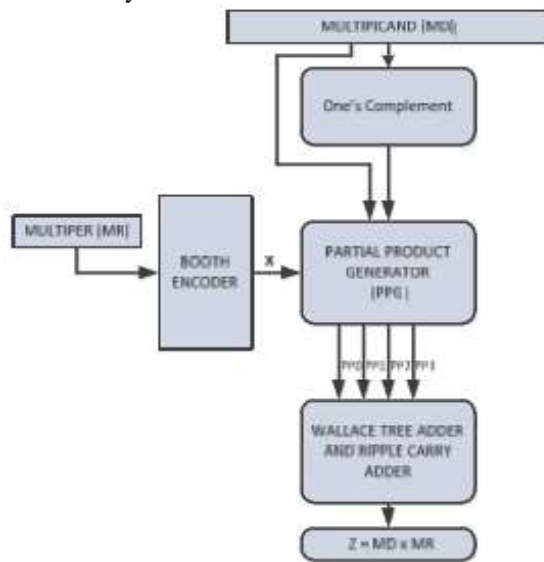 MULTIPICAND [MD]
One's Complement
MULTIPER [MR]
BOOTH
ENCODER
X
PARTIAL PRODUCT
GENERATOR
(PPG)
PP0 PP1 PP2 PP3
WALLACE TREE ADDER
AND RIPPLE CARRY
ADDER
Z = MD x MR